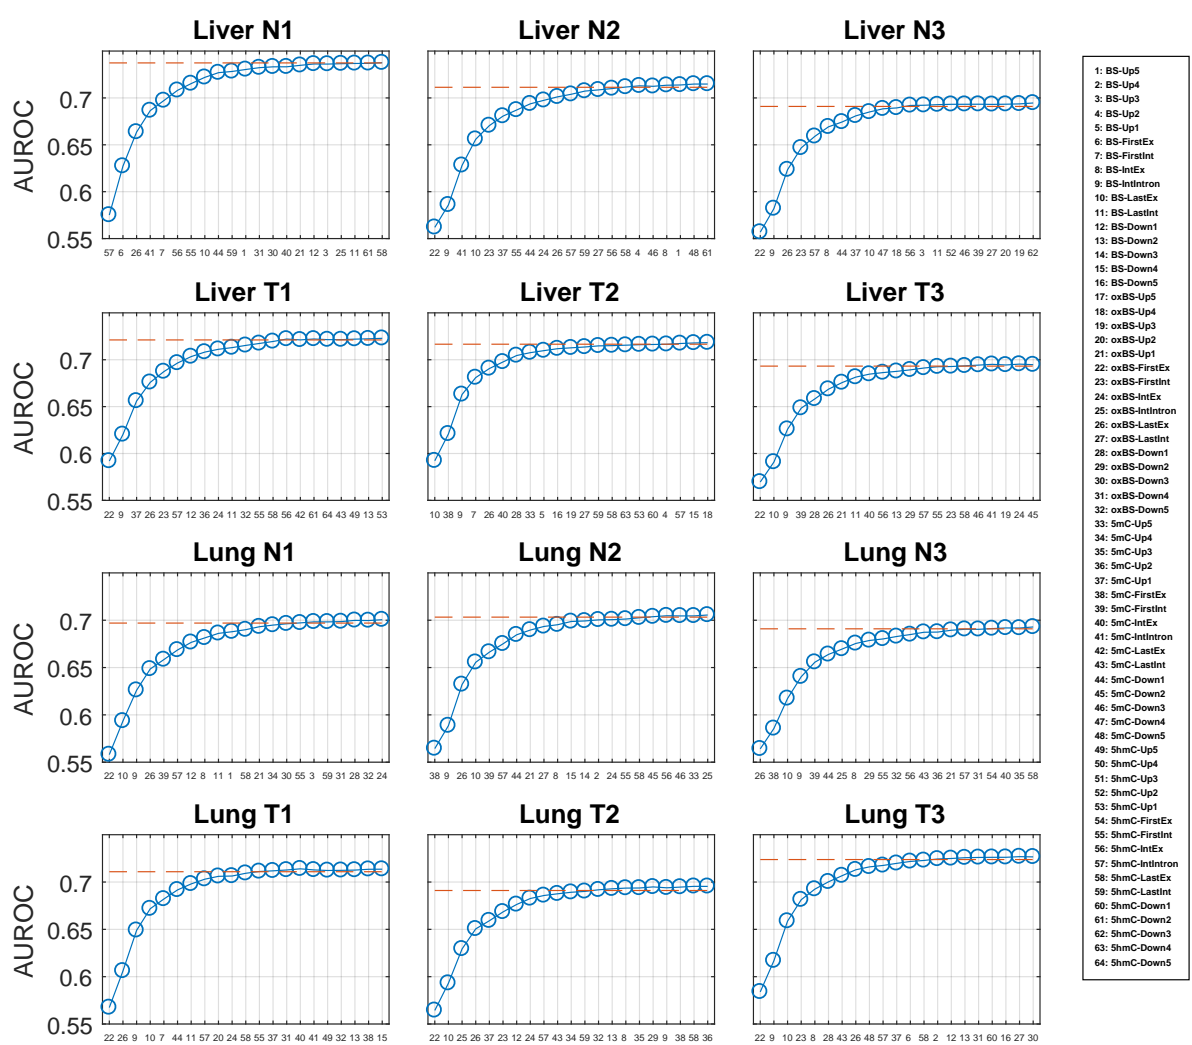 Liver N1
Liver N2
Liver N3
AUROC
0.7
0.65
0.6
0.55
57 6 26 41 7 56 55 10 44 59 1 31 30 40 21 12 3 25 11 61 58
22 9 41 10 23 37 55 44 24 26 27 59 27 56 58 4 46 8 1 48 61
22 9 26 23 57 8 44 37 10 47 18 56 3 11 52 46 39 27 20 19 62
Liver T1
Liver T2
Liver T3
AUROC
0.7
0.65
0.6
0.55
22 9 37 26 23 57 12 36 24 11 32 55 58 56 42 61 64 43 49 13 53
10 38 9 7 26 40 28 33 5 16 19 27 59 58 63 53 60 4 57 15 18
22 10 9 39 28 26 21 11 40 56 13 29 57 55 23 58 46 41 19 24 45
Lung N1
Lung N2
Lung N3
AUROC
0.7
0.65
0.6
0.55
22 10 9 26 39 57 12 8 11 1 58 21 34 30 55 3 59 31 28 32 24
38 9 26 10 39 57 44 21 27 8 15 14 2 24 55 58 45 56 46 33 25
26 38 10 9 39 44 25 8 29 55 32 56 43 36 21 57 31 54 40 35 58
Lung T1
Lung T2
Lung T3
AUROC
0.7
0.65
0.6
0.55
22 26 9 10 7 44 11 57 20 24 58 55 27 39 40 41 49 32 13 38 15
22 10 25 26 37 23 12 24 57 43 34 55 2 13 8 35 29 9 38 58 36
22 9 10 23 8 24 43 26 48 57 55 56 58 2 12 13 31 60 16 27 30
1: BS-Up5
2: BS-Up4
3: BS-Up3
4: BS-Up2
5: BS-Up1
6: BS-FirstEx
7: BS-FirstInt
8: BS-IntEx
9: BS-IntIntron
10: BS-LastEx
11: BS-LastInt
12: BS-Down1
13: BS-Down2
14: BS-Down3
15: BS-Down4
16: BS-Down5
17: oxBS-Up5
18: oxBS-Up4
19: oxBS-Up3
20: oxBS-Up2
21: oxBS-Up1
22: oxBS-FirstEx
23: oxBS-FirstInt
24: oxBS-IntEx
25: oxBS-IntIntron
26: oxBS-LastEx
27: oxBS-LastInt
28: oxBS-Down1
29: oxBS-Down2
30: oxBS-Down3
31: oxBS-Down4
32: oxBS-Down5
33: 5mC-Up5
34: 5mC-Up4
35: 5mC-Up3
36: 5mC-Up2
37: 5mC-Up1
38: 5mC-FirstEx
39: 5mC-FirstInt
40: 5mC-IntEx
41: 5mC-IntIntron
42: 5mC-LastEx
43: 5mC-LastInt
44: 5mC-Down1
45: 5mC-Down2
46: 5mC-Down3
47: 5mC-Down4
48: 5mC-Down5
49: 5hmC-Up5
50: 5hmC-Up4
51: 5hmC-Up3
52: 5hmC-Up2
53: 5hmC-Up1
54: 5hmC-FirstEx
55: 5hmC-FirstInt
56: 5hmC-IntEx
57: 5hmC-IntIntron
58: 5hmC-LastEx
59: 5hmC-LastInt
60: 5hmC-Down1
61: 5hmC-Down2
62: 5hmC-Down3
63: 5hmC-Down4
64: 5hmC-Down5